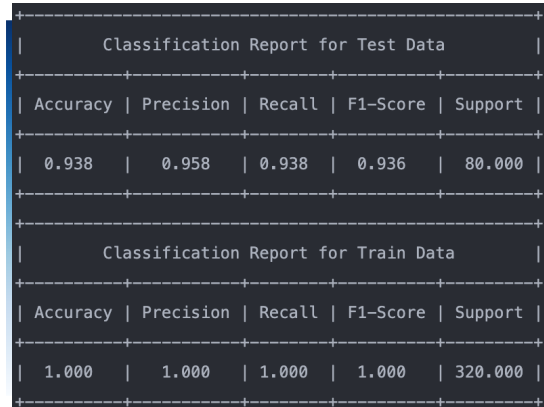 Classification Report for Test Data
| Accuracy | Precision | Recall | F1-Score | Support |
| 0.938 | 0.958 | 0.938 | 0.936 | 80.000 |
Classification Report for Train Data
| Accuracy | Precision | Recall | F1-Score | Support |
| 1.000 | 1.000 | 1.000 | 1.000 | 320.000 |